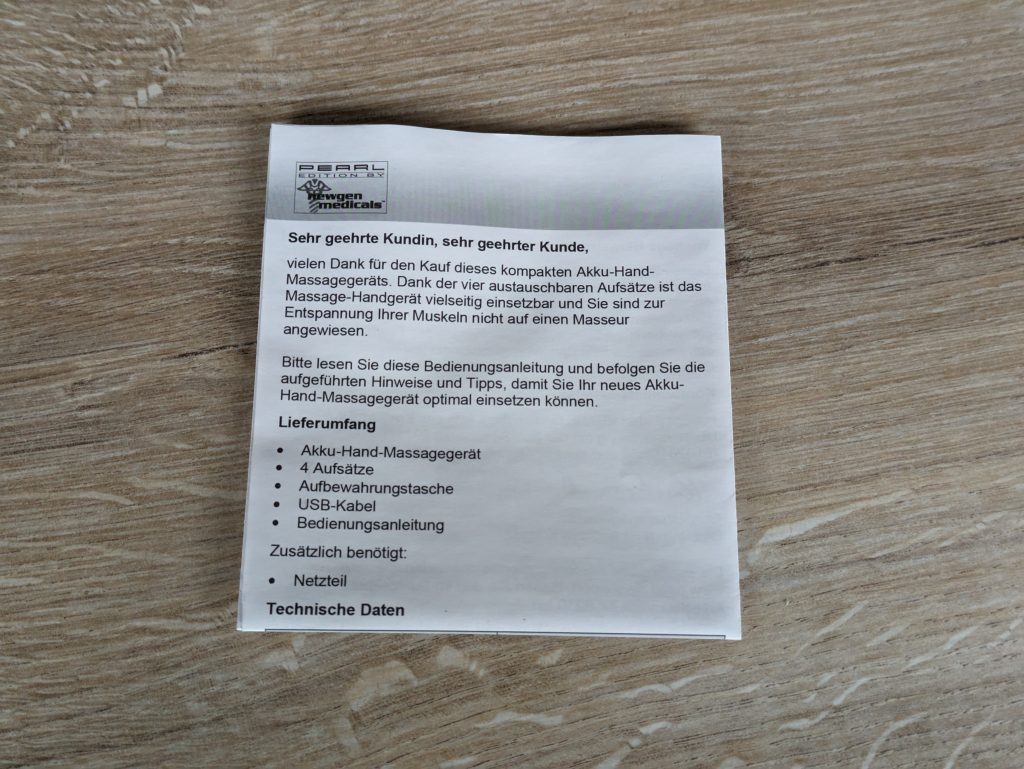 PEARL
EDITION BY
newgen
medicals™
Sehr geehrte Kundin, sehr geehrter Kunde,
vielen Dank für den Kauf dieses kompakten Akku-Hand-
Massagegeräts. Dank der vier austauschbaren Aufsätze ist das
Massage-Handgerät vielseitig einsetzbar und Sie sind zur
Entspannung Ihrer Muskeln nicht auf einen Masseur
angewiesen.
Bitte lesen Sie diese Bedienungsanleitung und befolgen Sie die
aufgeführten Hinweise und Tipps, damit Sie Ihr neues Akku-
Hand-Massagegerät optimal einsetzen können.
Lieferumfang
• Akku-Hand-Massagegerät
• 4 Aufsätze
• Aufbewahrungstasche
• USB-Kabel
• Bedienungsanleitung
Zusätzlich benötigt:
• Netzteil
Technische Daten